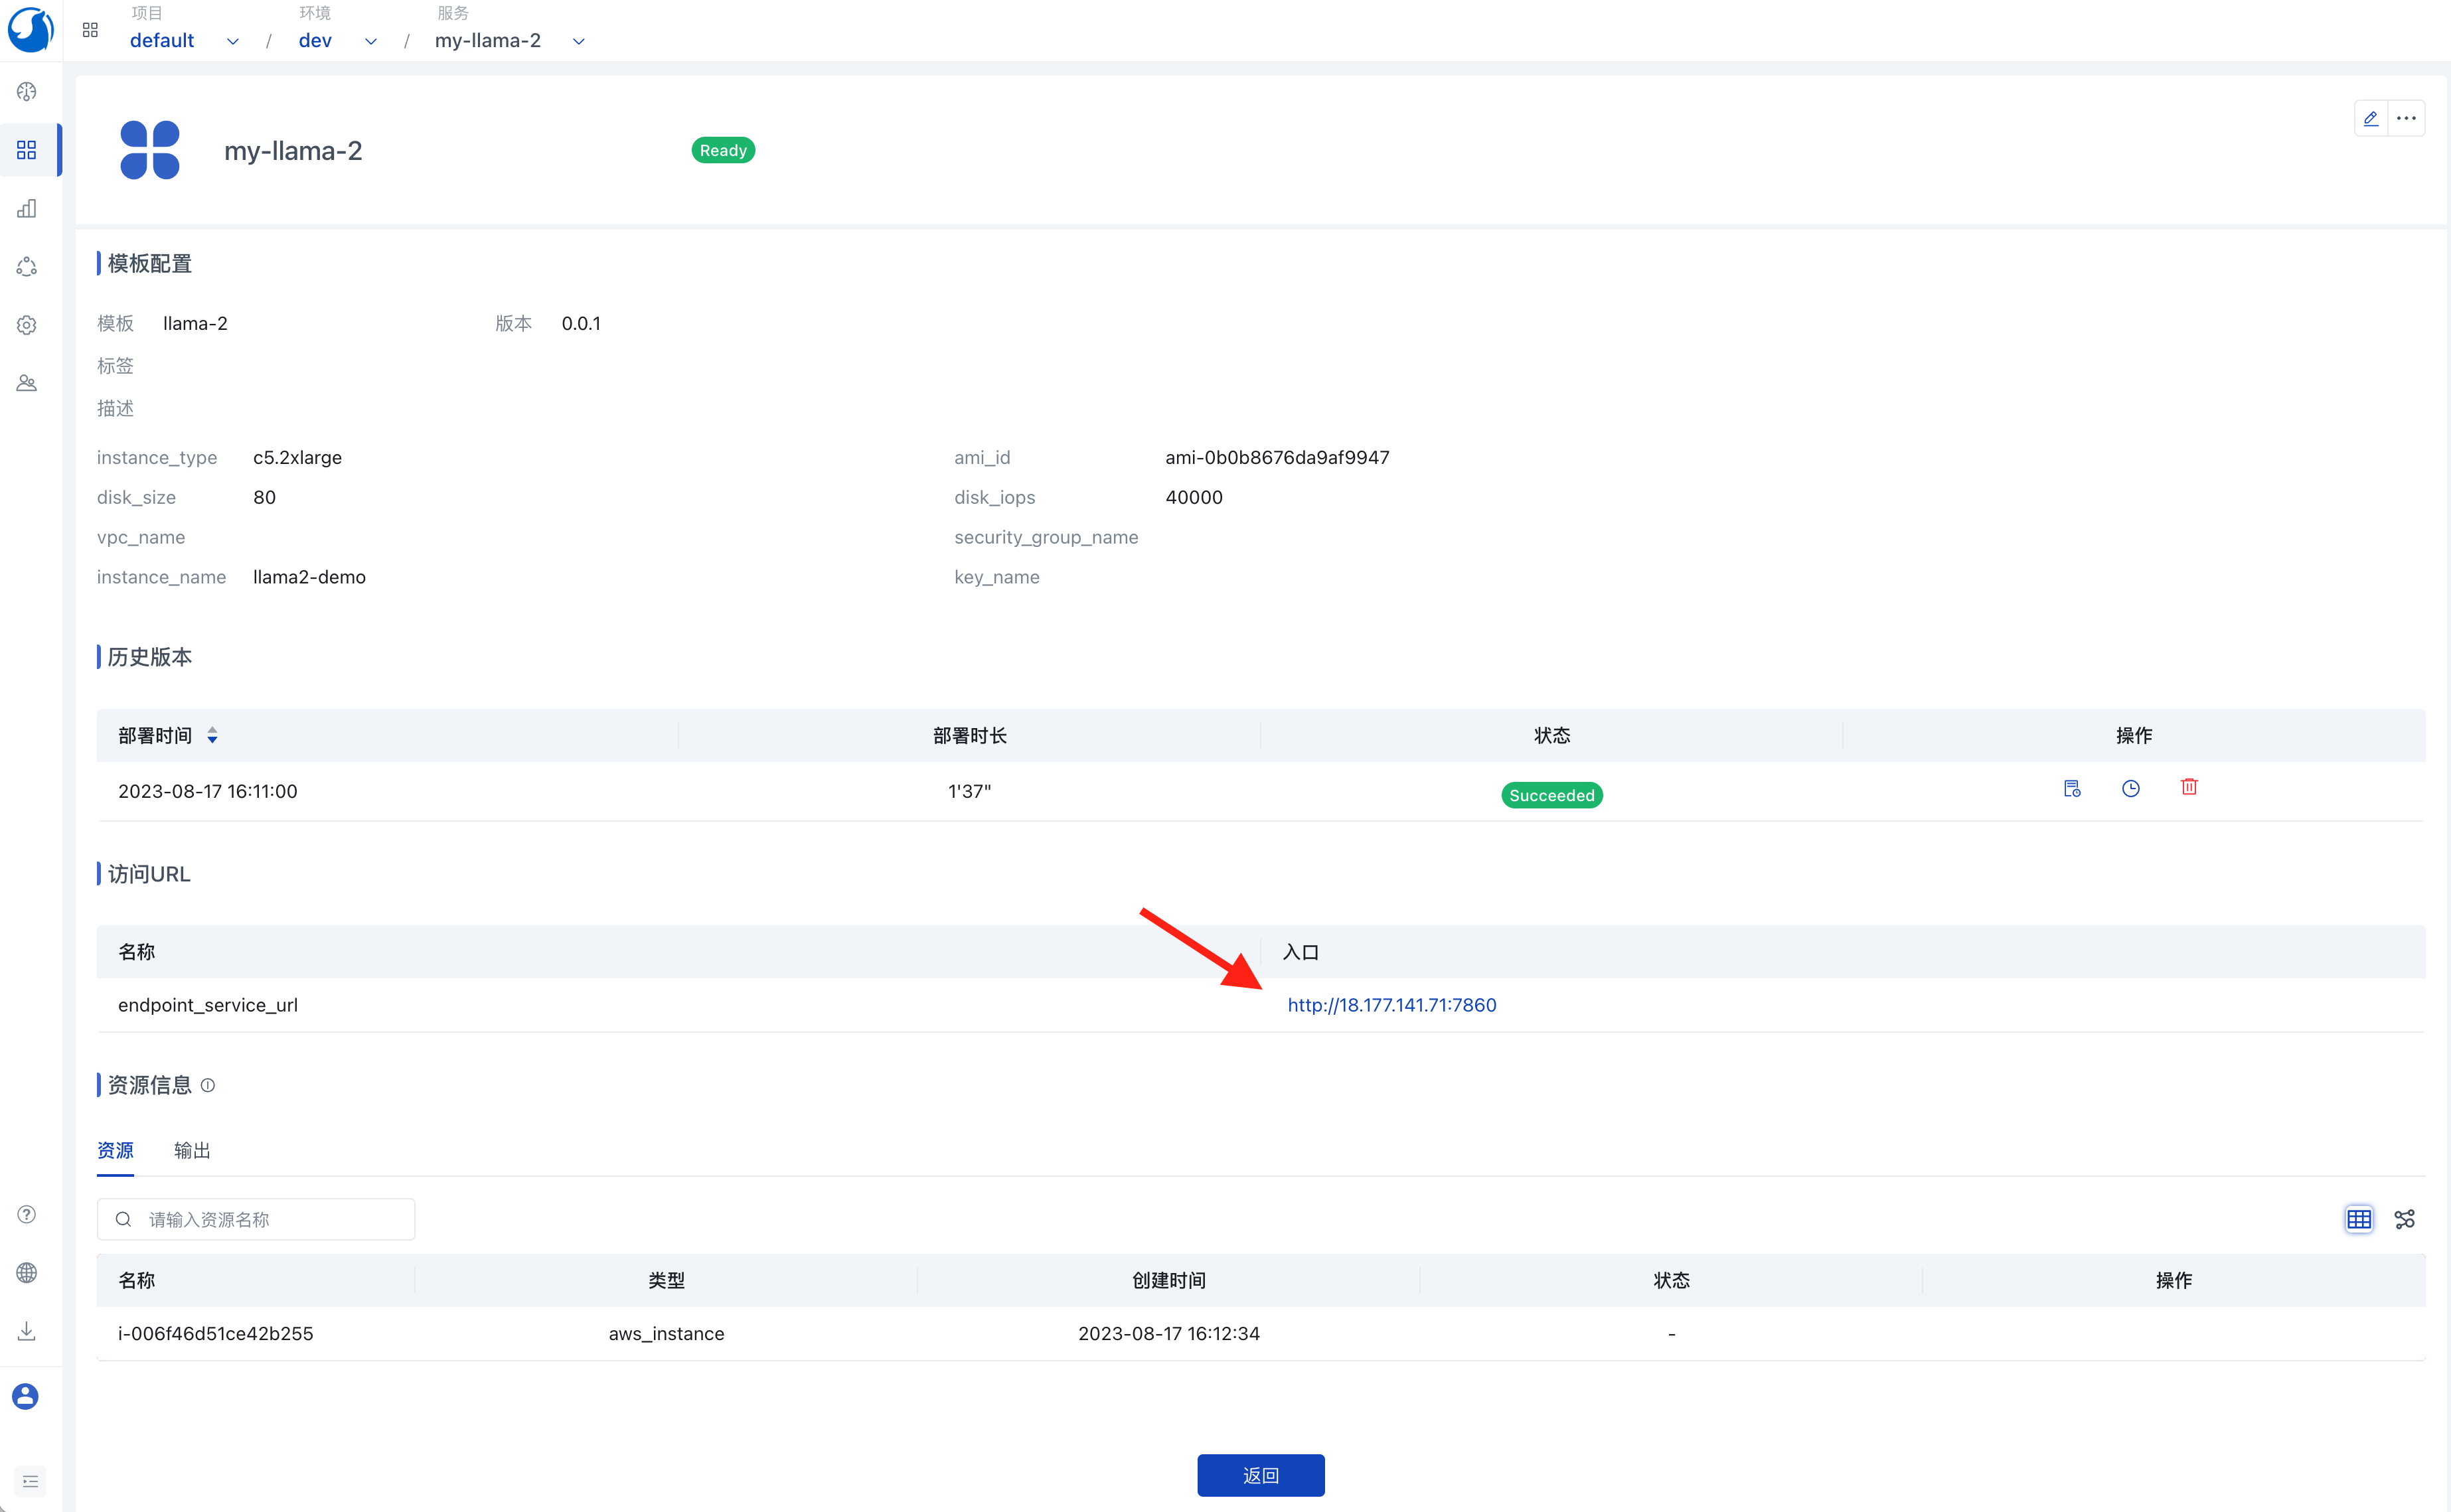 项目 环境 服务
default / dev / my-llama-2
my-llama-2 Ready
模板配置
模板 llama-2 版本 0.0.1
标签
描述
instance_type c5.2xlarge ami_id ami-0b0b8676da9af9947
disk_size 80 disk_iops 40000
vpc_name security_group_name
instance_name llama2-demo key_name
历史版本
部署时间 部署时长 状态 操作
2023-08-17 16:11:00 1'37" Succeeded
访问URL
名称 入口
endpoint_service_url http://18.177.141.71:7860
资源信息
资源 输出
请输入资源名称
名称 类型 创建时间 状态 操作
i-006f46d51ce42b255 aws_instance 2023-08-17 16:12:34 -
返回